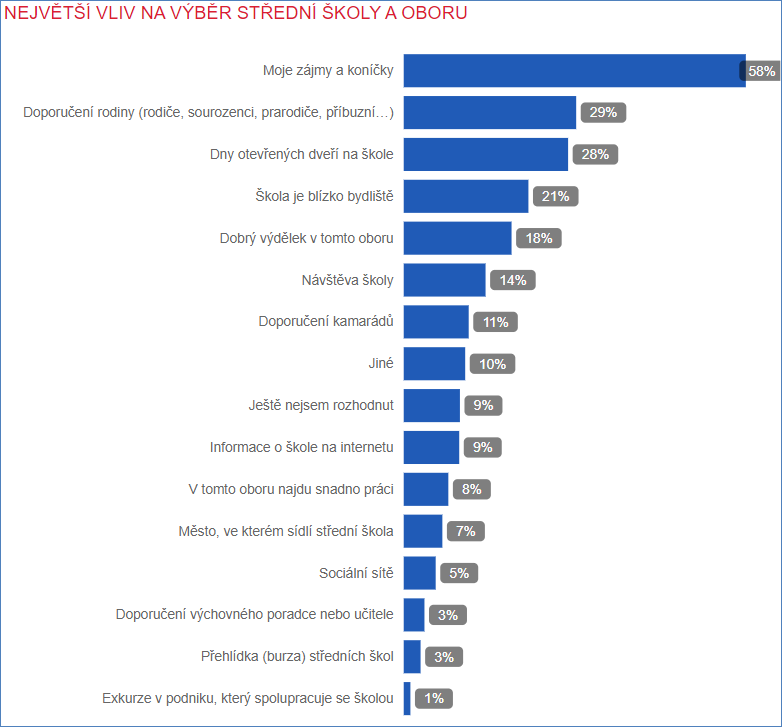 NEJVĚTŠÍ VLIV NA VÝBĚR STŘEDNÍ ŠKOLY A OBORU
Moje zájmy a koníčky 58%
Doporučení rodiny (rodiče, sourozenci, prarodiče, příbuzní…) 29%
Dny otevřených dveří na škole 28%
Škola je blízko bydliště 21%
Dobrý výdělek v tomto oboru 18%
Návštěva školy 14%
Doporučení kamarádů 11%
Jiné 10%
Ještě nejsem rozhodnut 9%
Informace o škole na internetu 9%
V tomto oboru najdu snadno práci 8%
Město, ve kterém sídlí střední škola 7%
Sociální sítě 5%
Doporučení výchovného poradce nebo učitele 3%
Přehlídka (burza) středních škol 3%
Exkurze v podniku, který spolupracuje se školou 1%